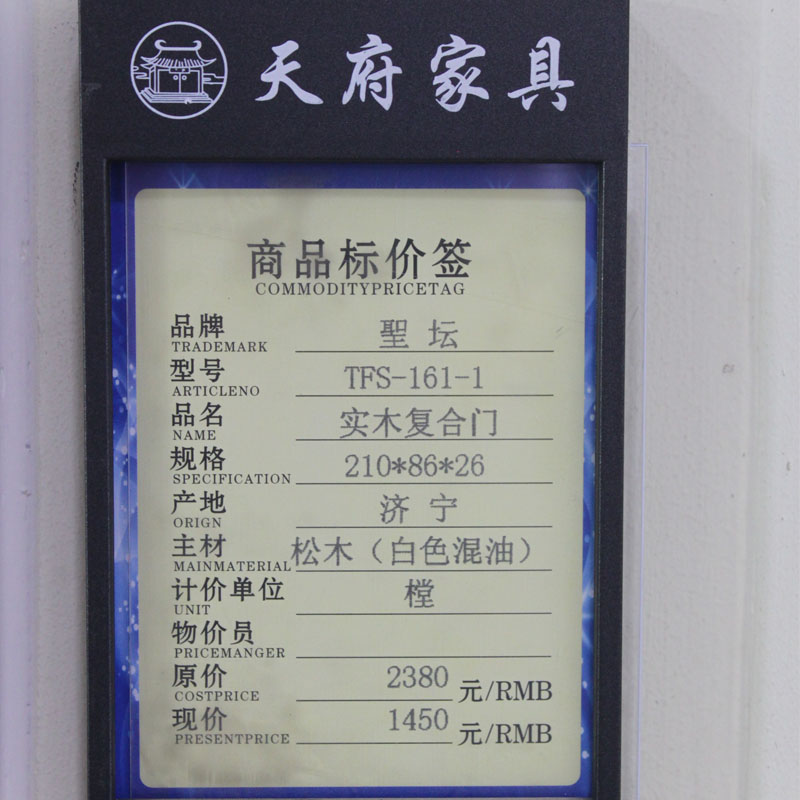 天府家具
商品标价签
COMMODITYPRICETAG
品牌 聖坛
TRADEMARK
型号 TFS-161-1
ARTICLENO
品名 实木复合门
NAME
规格 210*86*26
SPECIFICATION
产地 济宁
ORIGN
主材 松木（白色混油）
MAINMATERIAL
计价单位 樘
UNIT
物价员
PRICEMANGER
原价 2380 元/RMB
COSTPRICE
现价 1450 元/RMB
PRESENTPRICE